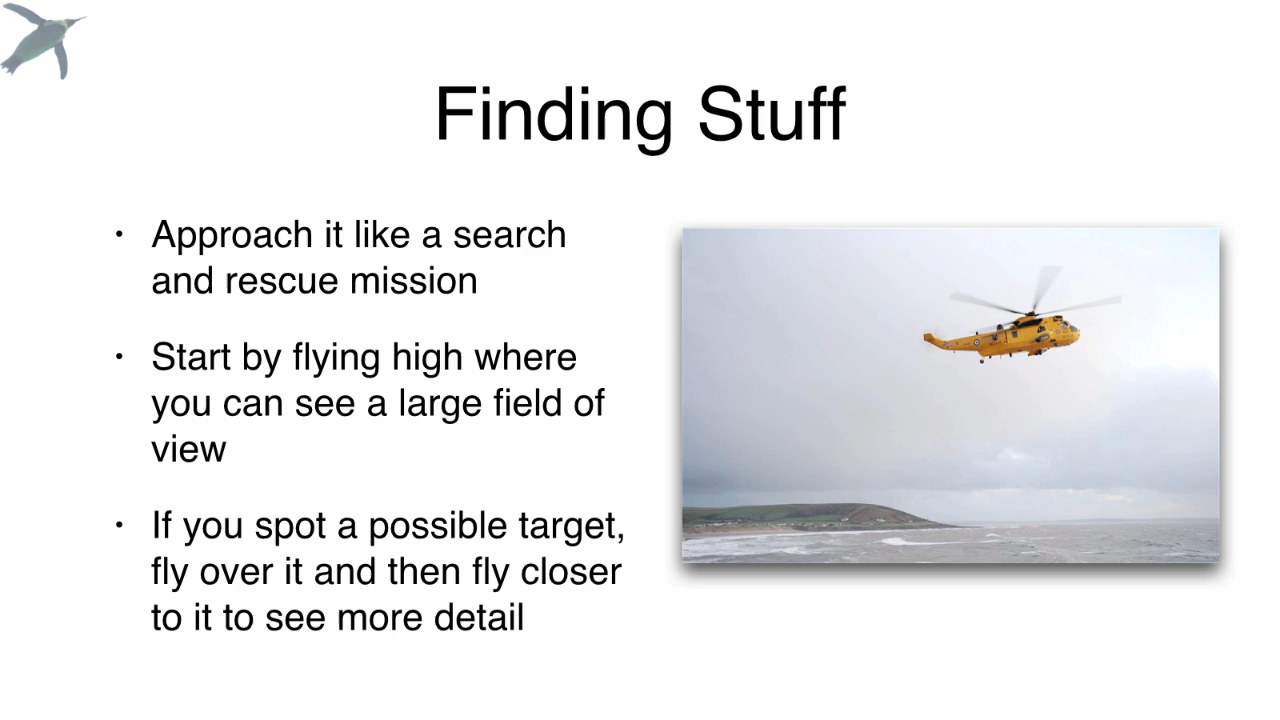 Finding Stuff
• Approach it like a search
and rescue mission
• Start by flying high where
you can see a large field of
view
• If you spot a possible target,
fly over it and then fly closer
to it to see more detail